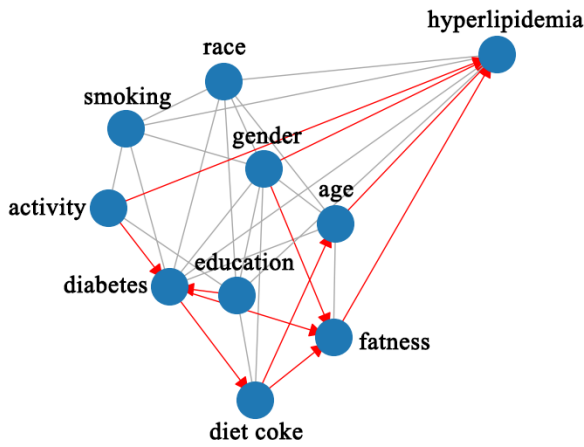 hyperlipidemia
race
smoking
gender
age
activity
education
diabetes
fatness
diet coke